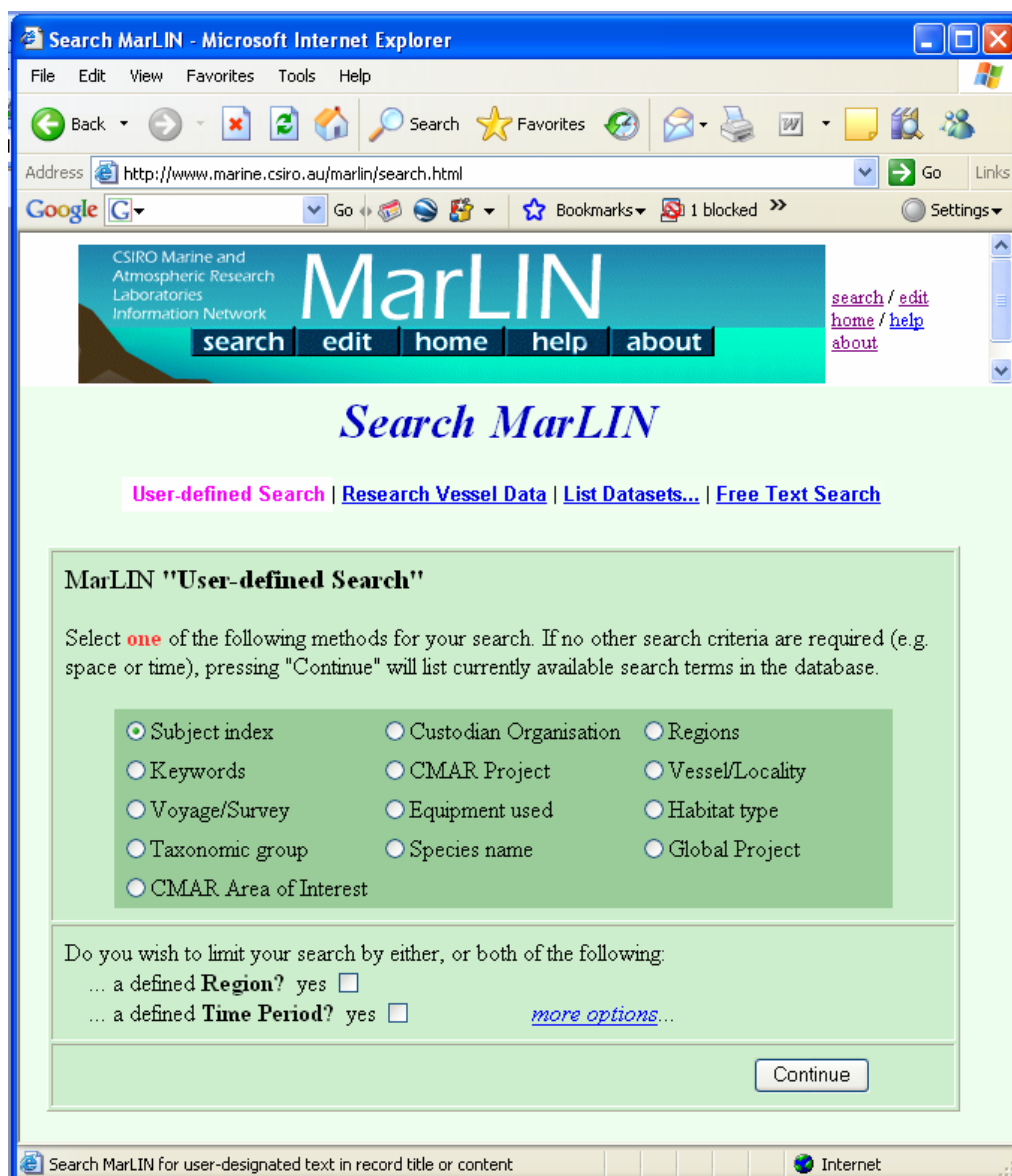 Search MarLIN - Microsoft Internet Explorer
File Edit View Favorites Tools Help
Back Search Favorites
Address http://www.marine.csiro.au/marlin/search.html Go Links
Google G Go Bookmarks 1 blocked >> Settings
CSIRO Marine and
Atmospheric Research
Laboratories
Information Network
MarLIN
search edit home help about
search / edit
home / help
about
Search MarLIN
User-defined Search | Research Vessel Data | List Datasets... | Free Text Search
MarLIN "User-defined Search"
Select one of the following methods for your search. If no other search criteria are required (e.g.
space or time), pressing "Continue" will list currently available search terms in the database.
Subject index Custodian Organisation Regions
Keywords CMAR Project Vessel/Locality
Voyage/Survey Equipment used Habitat type
Taxonomic group Species name Global Project
CMAR Area of Interest
Do you wish to limit your search by either, or both of the following:
... a defined Region? yes
... a defined Time Period? yes more options...
Continue
Search MarLIN for user-designated text in record title or content Internet